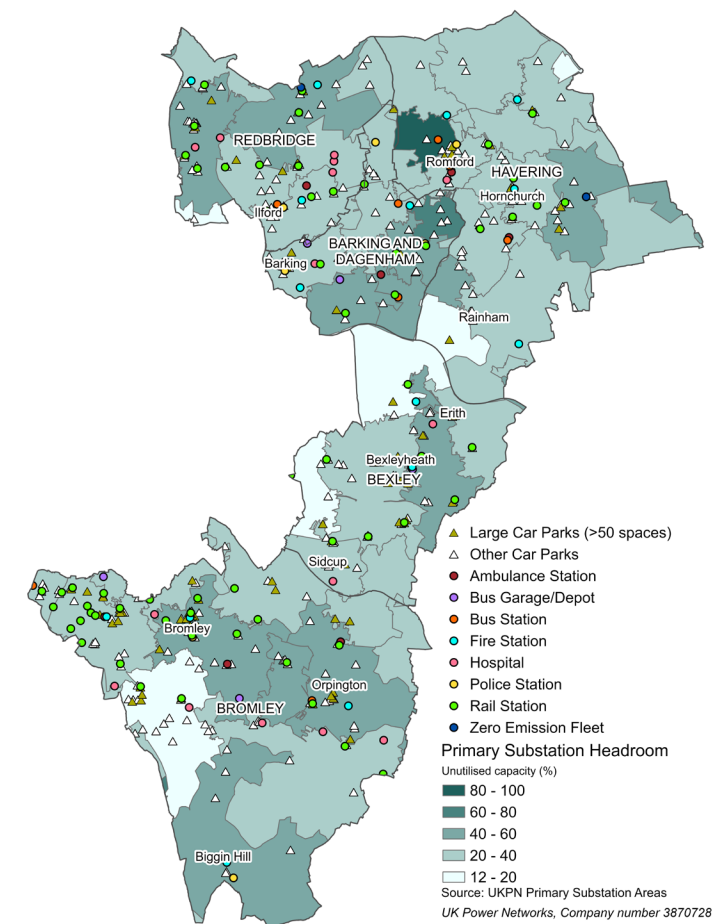 REDBRIDGE
Romford
HAVERING
Hornchurch
Ilford
BARKING AND
DAGENHAM
Barking
Rainham
Erith
Bexleyheath
BEXLEY
Sidcup
Bromley
Orpington
BROMLEY
Biggin Hill
Large Car Parks (>50 spaces)
Other Car Parks
Ambulance Station
Bus Garage/Depot
Bus Station
Fire Station
Hospital
Police Station
Rail Station
Zero Emission Fleet
Primary Substation Headroom
Unutilised capacity (%)
80 - 100
60 - 80
40 - 60
20 - 40
12 - 20
Source: UKPN Primary Substation Areas
UK Power Networks, Company number 3870728